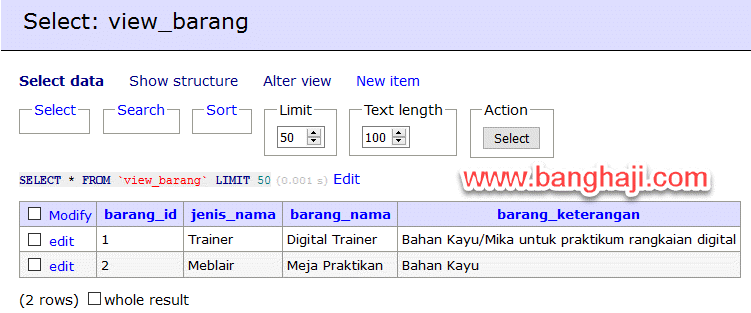 Select: view_barang
Select data Show structure Alter view New item
Select Search Sort Limit Text length Action
50 100 Select
SELECT * FROM `view_barang` LIMIT 50 (0.001 s) Edit
www.banghaji.com
Modify barang_id jenis_nama barang_nama barang_keterangan
edit 1 Trainer Digital Trainer Bahan Kayu/Mika untuk praktikum rangkaian digital
edit 2 Meblair Meja Praktikan Bahan Kayu
(2 rows) whole result